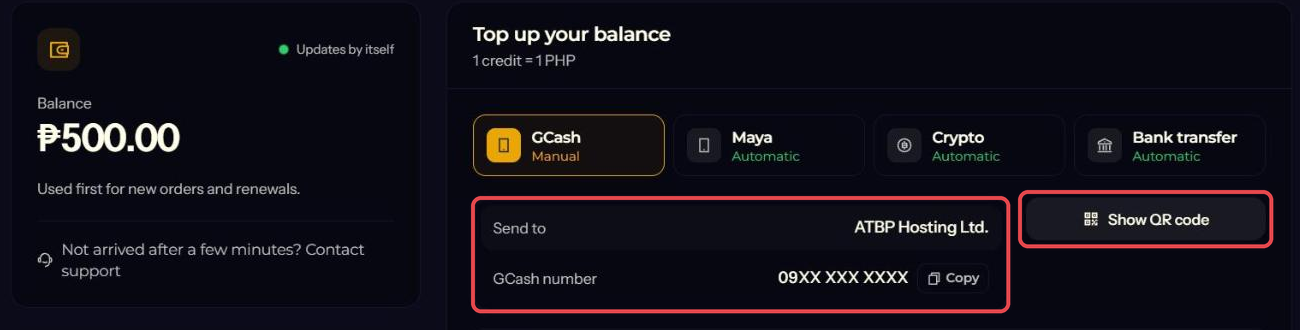 Updates by itself
Balance
₱500.00
Used first for new orders and renewals.
Not arrived after a few minutes? Contact
support
Top up your balance
1 credit = 1 PHP
GCash
Manual
Maya
Automatic
Crypto
Automatic
Bank transfer
Automatic
Send to
ATBP Hosting Ltd.
GCash number
09XX XXX XXXX
Copy
Show QR code